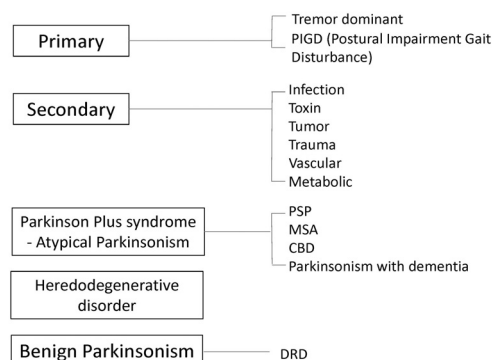 Primary
Tremor dominant
PIGD (Postural Impairment Gait
Disturbance)
Secondary
Infection
Toxin
Tumor
Trauma
Vascular
Metabolic
Parkinson Plus syndrome
- Atypical Parkinsonism
PSP
MSA
CBD
Parkinsonism with dementia
Heredodegenerative
disorder
Benign Parkinsonism
DRD